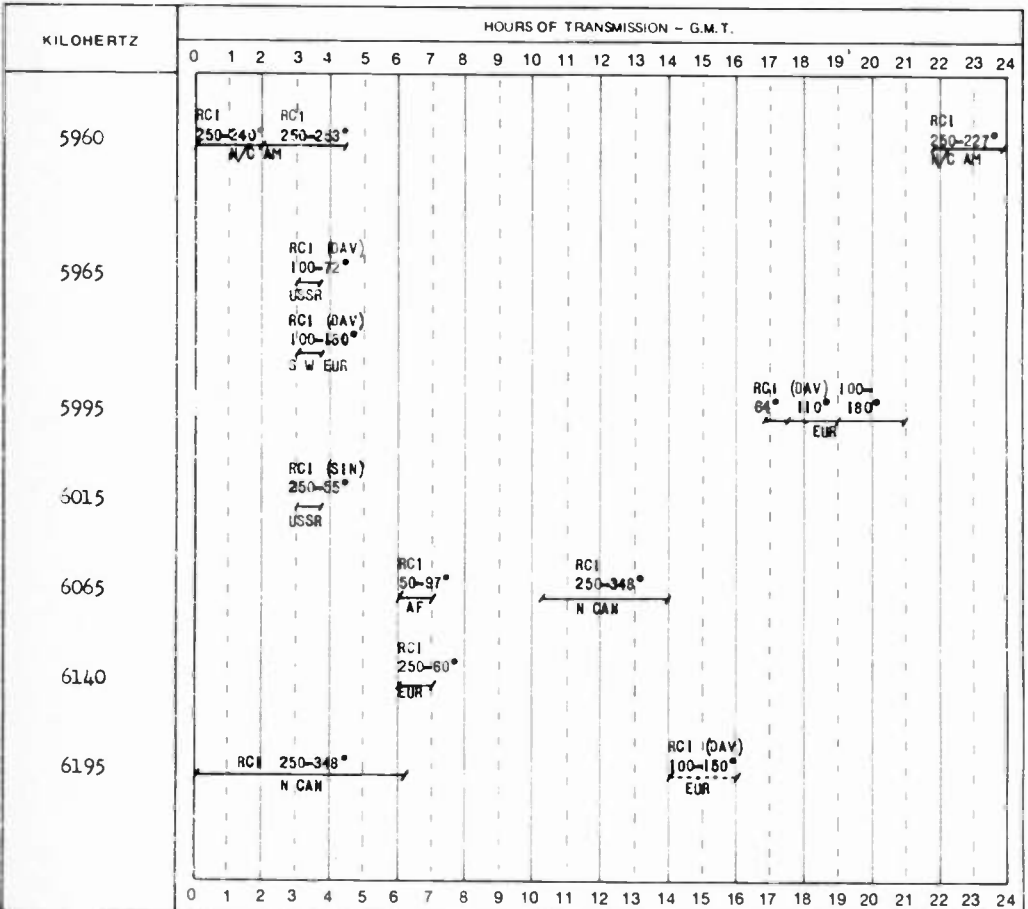 KILOHERTZ
HOURS OF TRANSMISSION – G.M.T.
0 1 2 3 4 5 6 7 8 9 10 11 12 13 14 15 16 17 18 19 20 21 22 23 24
5960
RCI RCI
250-240° 250-253°
N/C AM
RCI
250-227°
N/C AM
5965
RCI (DAV)
100-72°
USSR
RCI (DAV)
S W EUR
5995
RCI (DAV) 100-
64° 110° 180°
EUR
6015
RCI (SIN)
250-55°
USSR
6065
RCI
50-97°
AF
RCI
250-348°
N CAN
6140
RCI
250-60°
EUR
6195
RCI 250-348°
N CAN
RCI (DAV)
EUR
0 1 2 3 4 5 6 7 8 9 10 11 12 13 14 15 16 17 18 19 20 21 22 23 24